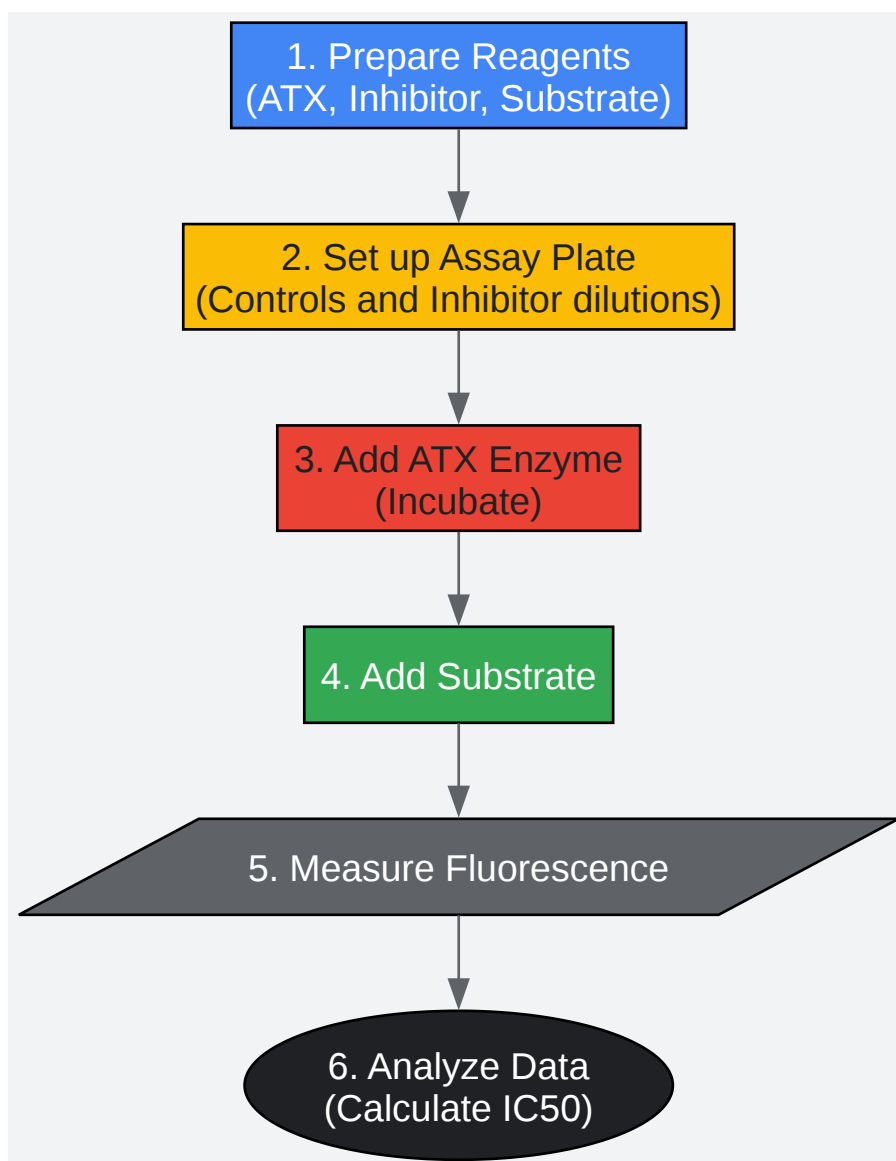 1. Prepare Reagents
(ATX, Inhibitor, Substrate)
2. Set up Assay Plate
(Controls and Inhibitor dilutions)
3. Add ATX Enzyme
(Incubate)
4. Add Substrate
5. Measure Fluorescence
6. Analyze Data
(Calculate IC50)